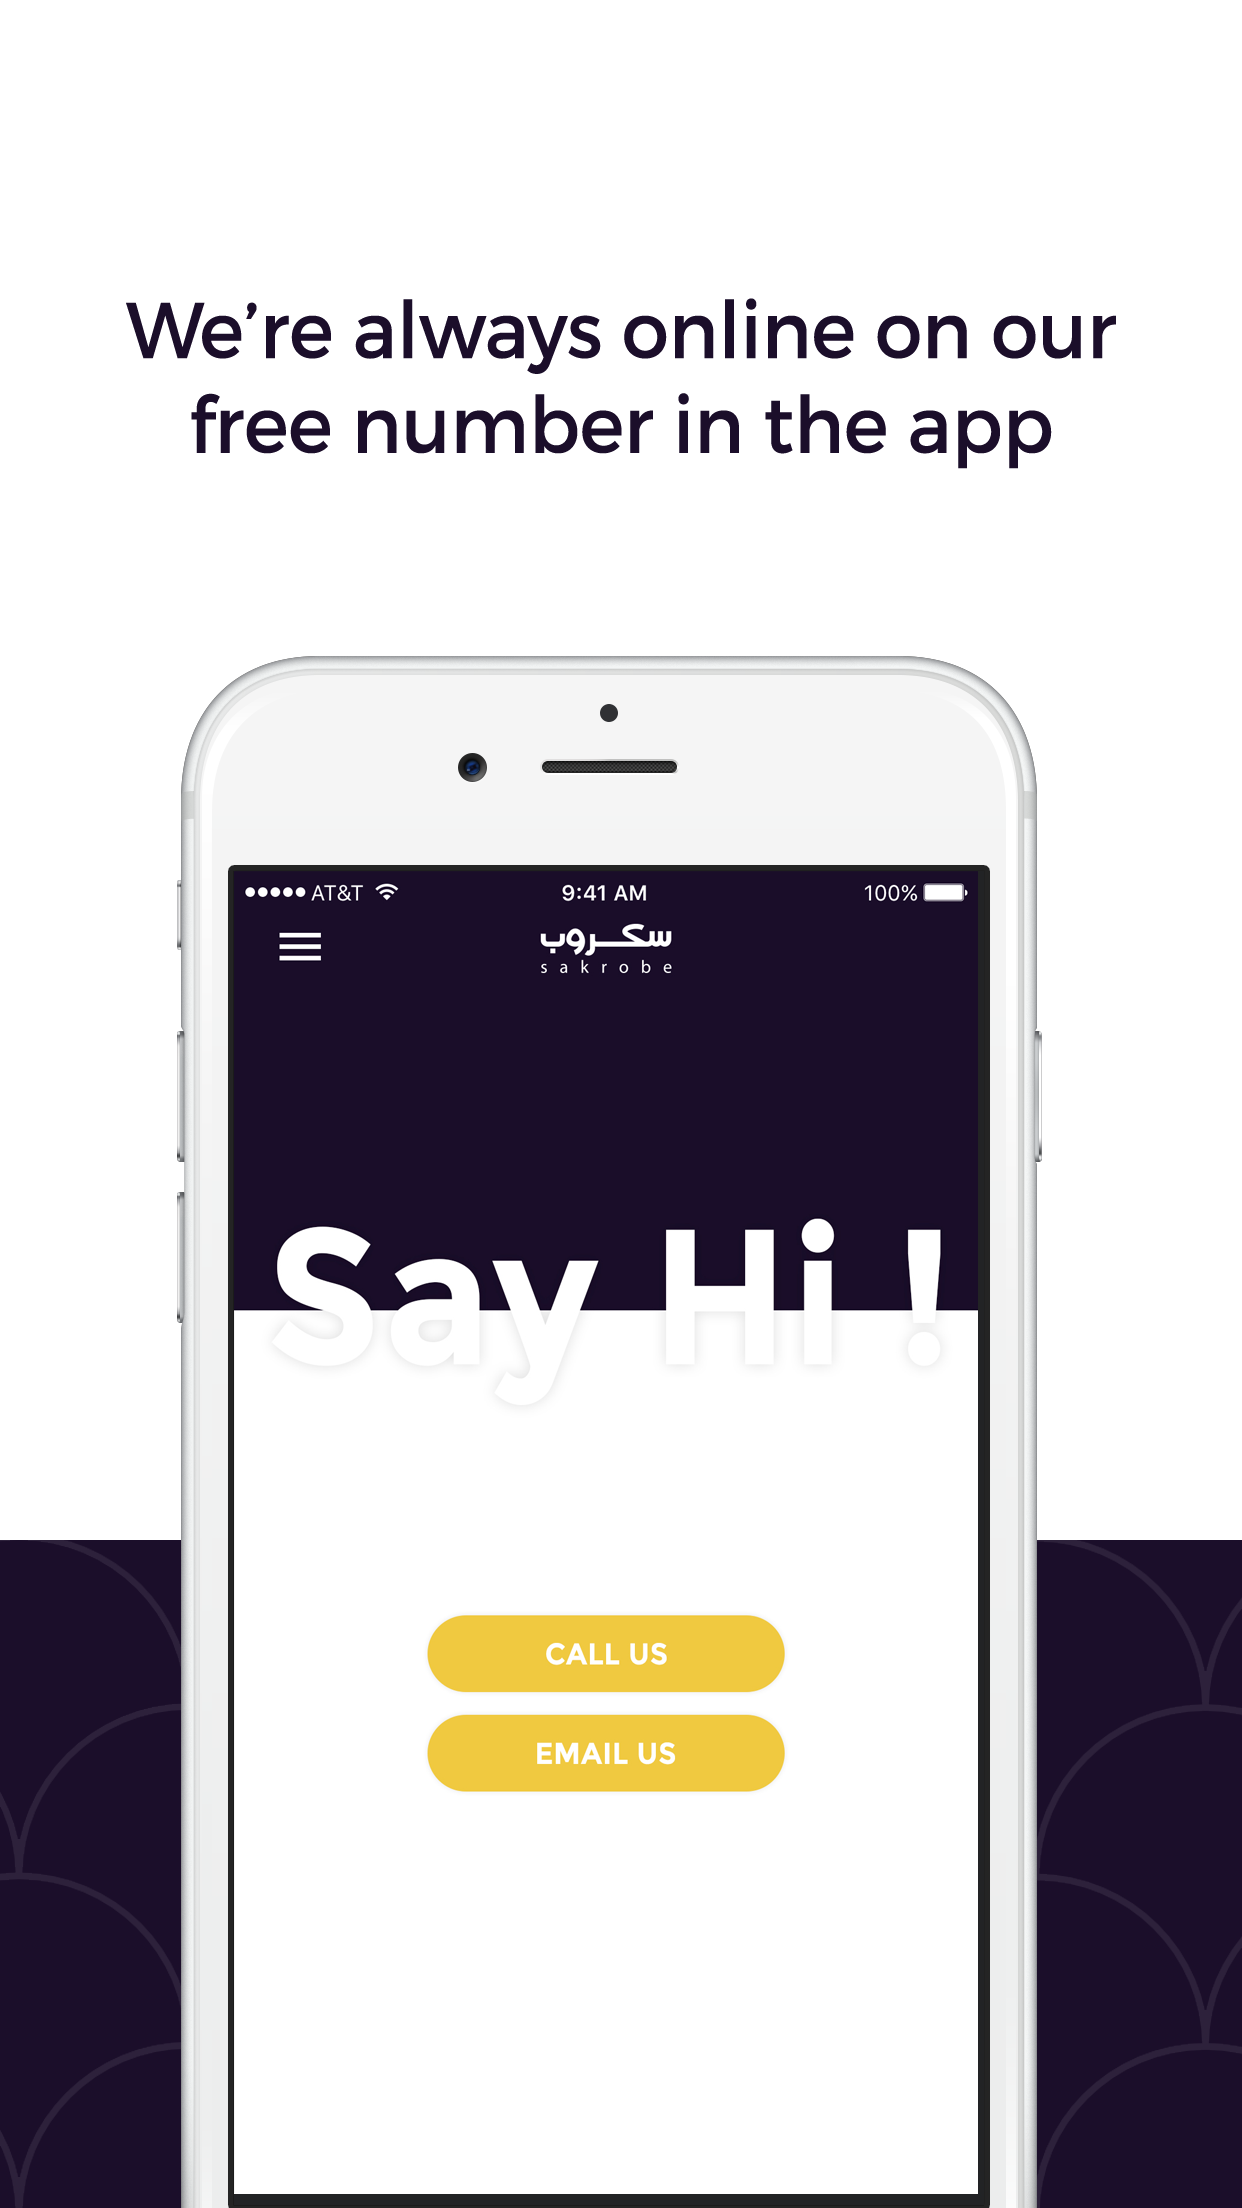 We’re always online on our
free number in the app
AT&T 9:41 AM 100%
سكروب
sakrobe
Say Hi !
CALL US
EMAIL US